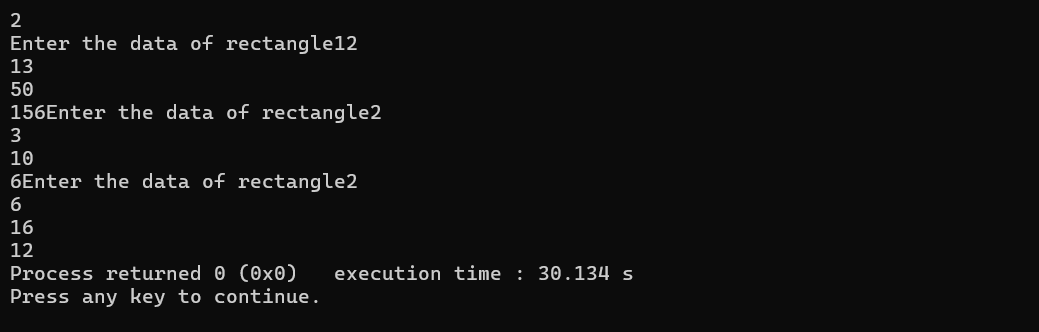 2
Enter the data of rectangle12
13
50
156Enter the data of rectangle2
3
10
6Enter the data of rectangle2
6
16
12
Process returned 0 (0x0)   execution time : 30.134 s
Press any key to continue.